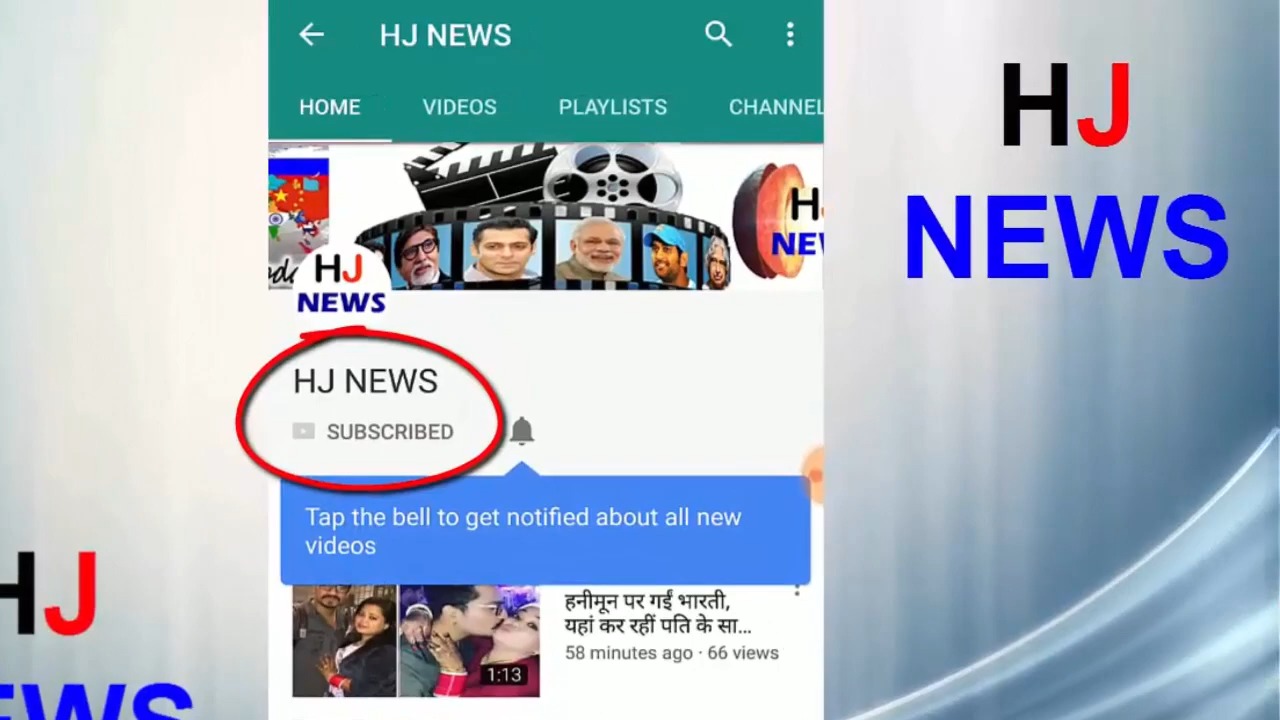 HJ NEWS
HOME VIDEOS PLAYLISTS CHANNEL
HJ
NEWS
HJ
NEWS
HJ NEWS
SUBSCRIBED
Tap the bell to get notified about all new
videos
हनीमून पर गईं भारती,
यहां कर रहीं पति के सा...
58 minutes ago · 66 views
1:13
HJ
NEWS
HJ